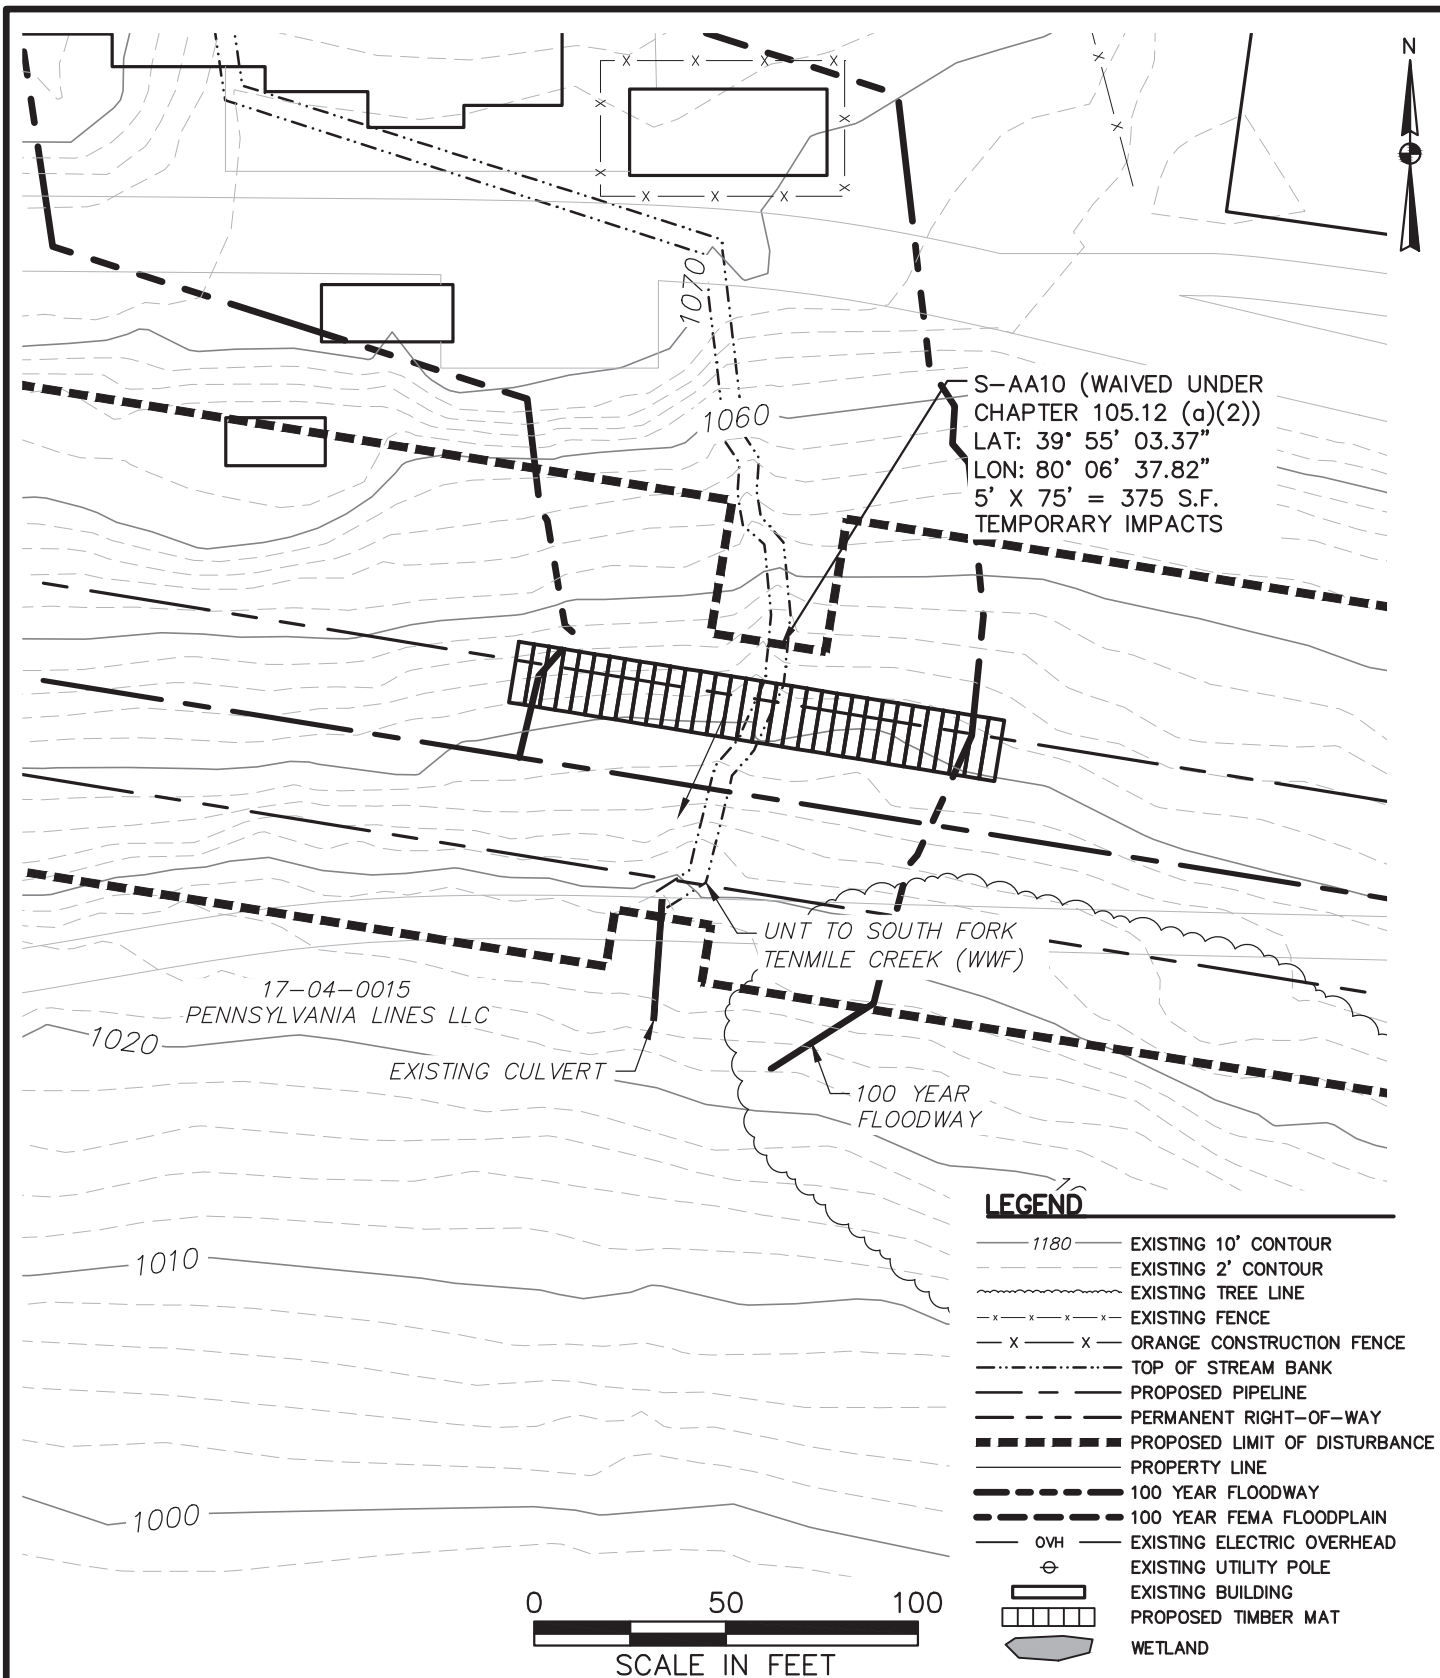 N
1070
1060
S-AA10 (WAIVED UNDER
CHAPTER 105.12 (a)(2))
LAT: 39° 55' 03.37"
LON: 80° 06' 37.82"
5' X 75' = 375 S.F.
TEMPORARY IMPACTS
UNT TO SOUTH FORK
TENMILE CREEK (WWF)
17-04-0015
PENNSYLVANIA LINES LLC
1020
EXISTING CULVERT
100 YEAR
FLOODWAY
1010
1000
LEGEND
1180 EXISTING 10' CONTOUR
EXISTING 2' CONTOUR
EXISTING TREE LINE
x x x x EXISTING FENCE
X X ORANGE CONSTRUCTION FENCE
TOP OF STREAM BANK
PROPOSED PIPELINE
PERMANENT RIGHT-OF-WAY
PROPOSED LIMIT OF DISTURBANCE
PROPERTY LINE
100 YEAR FLOODWAY
100 YEAR FEMA FLOODPLAIN
OVH EXISTING ELECTRIC OVERHEAD
EXISTING UTILITY POLE
EXISTING BUILDING
PROPOSED TIMBER MAT
WETLAND
0 50 100
SCALE IN FEET